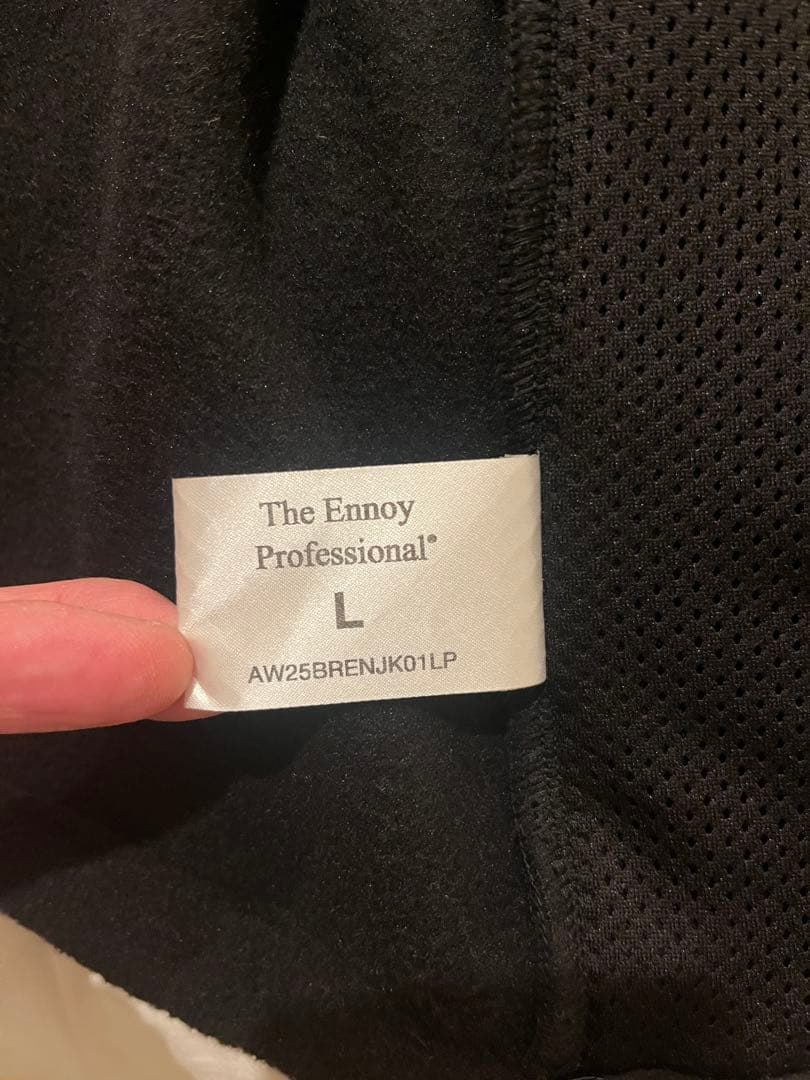 The Ennoy
Professional®
L
AW25BRENJK01LP